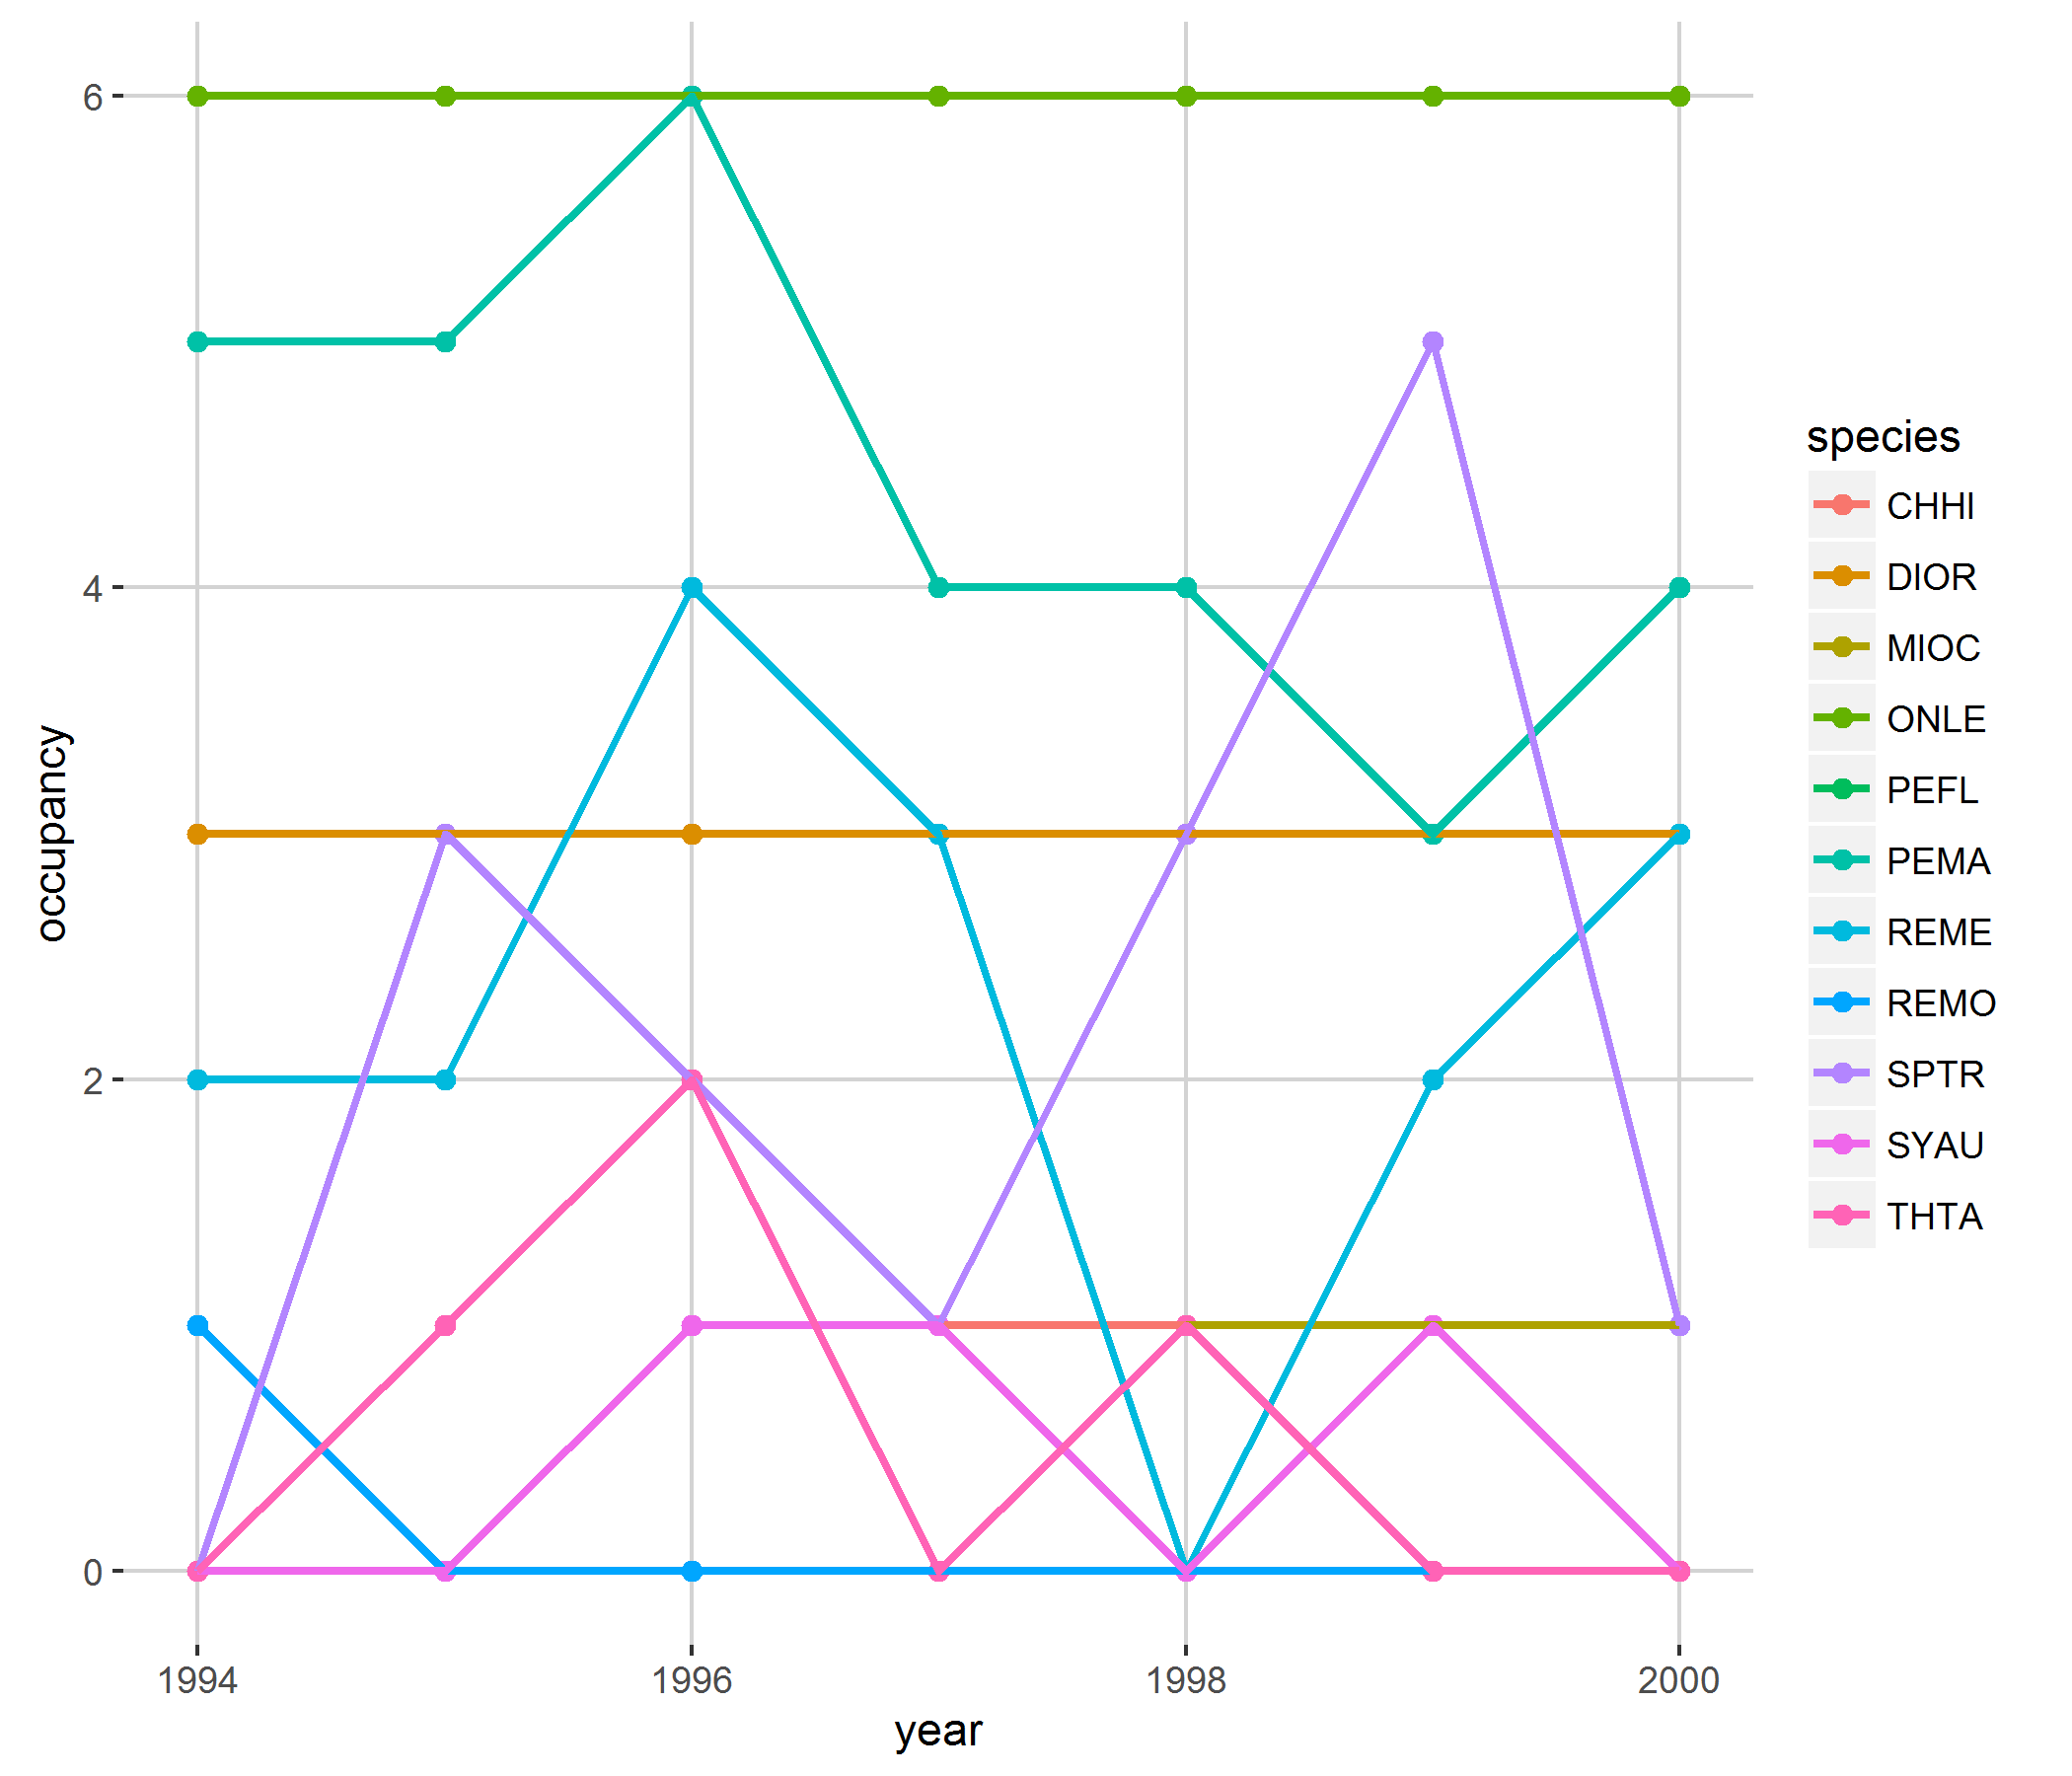 6
4
2
0
occupancy
1994 1996 1998 2000
year
species
CHHI
DIOR
MIOC
ONLE
PEFL
PEMA
REME
REMO
SPTR
SYAU
THTA